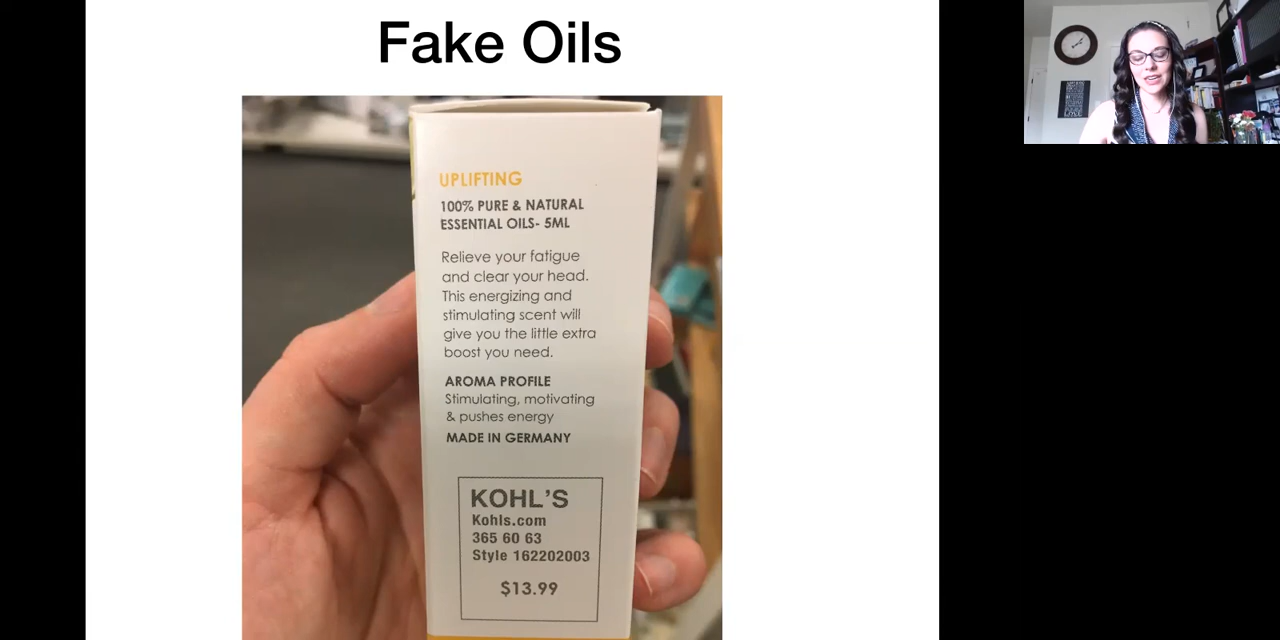 Fake Oils
UPLIFTING
100% PURE & NATURAL
ESSENTIAL OILS- 5ML
Relieve your fatigue
and clear your head.
This energizing and
stimulating scent will
give you the little extra
boost you need.
AROMA PROFILE
Stimulating, motivating
& pushes energy
MADE IN GERMANY
KOHL'S
Kohls.com
365 60 63
Style 162202003
$13.99